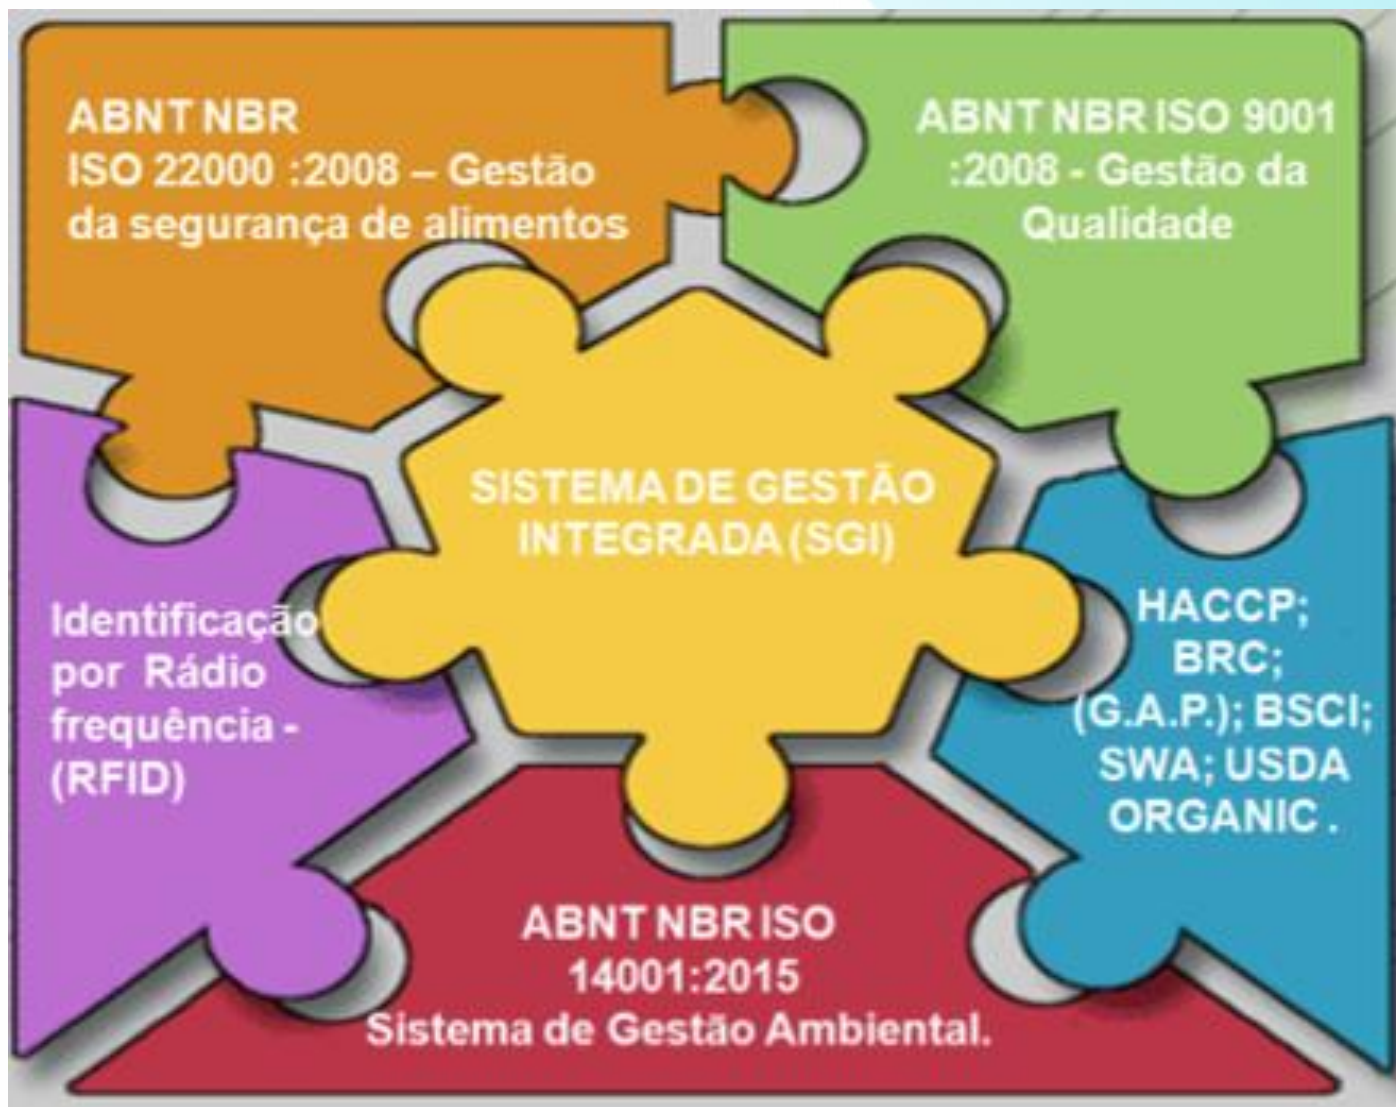 ABNT NBR
ISO 22000 :2008 – Gestão
da segurança de alimentos
ABNT NBR ISO 9001
:2008 - Gestão da
Qualidade
SISTEMA DE GESTÃO
INTEGRADA (SGI)
Identificação
por Rádio
frequência -
(RFID)
HACCP;
BRC;
(G.A.P.); BSCI;
SWA; USDA
ORGANIC .
ABNT NBR ISO
14001:2015
Sistema de Gestão Ambiental.